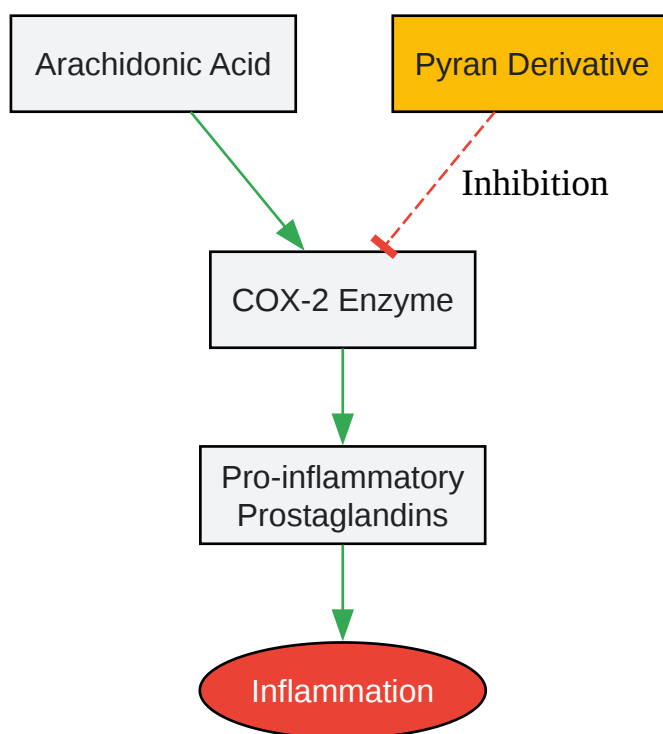 Arachidonic Acid
Pyran Derivative
Inhibition
COX-2 Enzyme
Pro-inflammatory
Prostaglandins
Inflammation